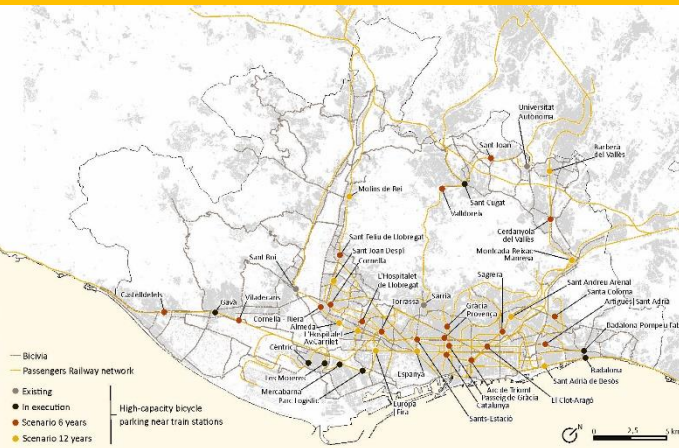 Universitat
Autònoma
Sant Joan
Barberà
del Vallès
Molins de Rei
Sant Cugat
Valldoreix
Cerdanyola
del Vallès
Sant Feliu de Llobregat
Montcada Reixac-
Manresa
Sant Joan Despí
Cornellà
Sant Boi
L'Hospitalet
de Llobregat
Sagrera
Sant Andreu Arenal
Santa Coloma
Castelldefels
Gavà
Viladecans
Torrassa
Sarrià
Gràcia
Provença
Artigues| Sant Adrià
Cornellà - Riera
Almeda
L'Hospitalet
Av.Carrilet
Badalona Pompeu Fab
Cèntric
Les Moreres
Mercabarna
Parc Logístic
Europa
| Fira
Espanya
Badalona
Sant Adrià de Besòs
Arc de Triomf
Passeig de Gràcia
Catalunya
El Clot-Aragó
Sants-Estació
Bicivia
Passengers Railway network
Existing
In execution
Scenario 6 years
Scenario 12 years
High-capacity bicycle
parking near train stations
N
0 2,5 5 km